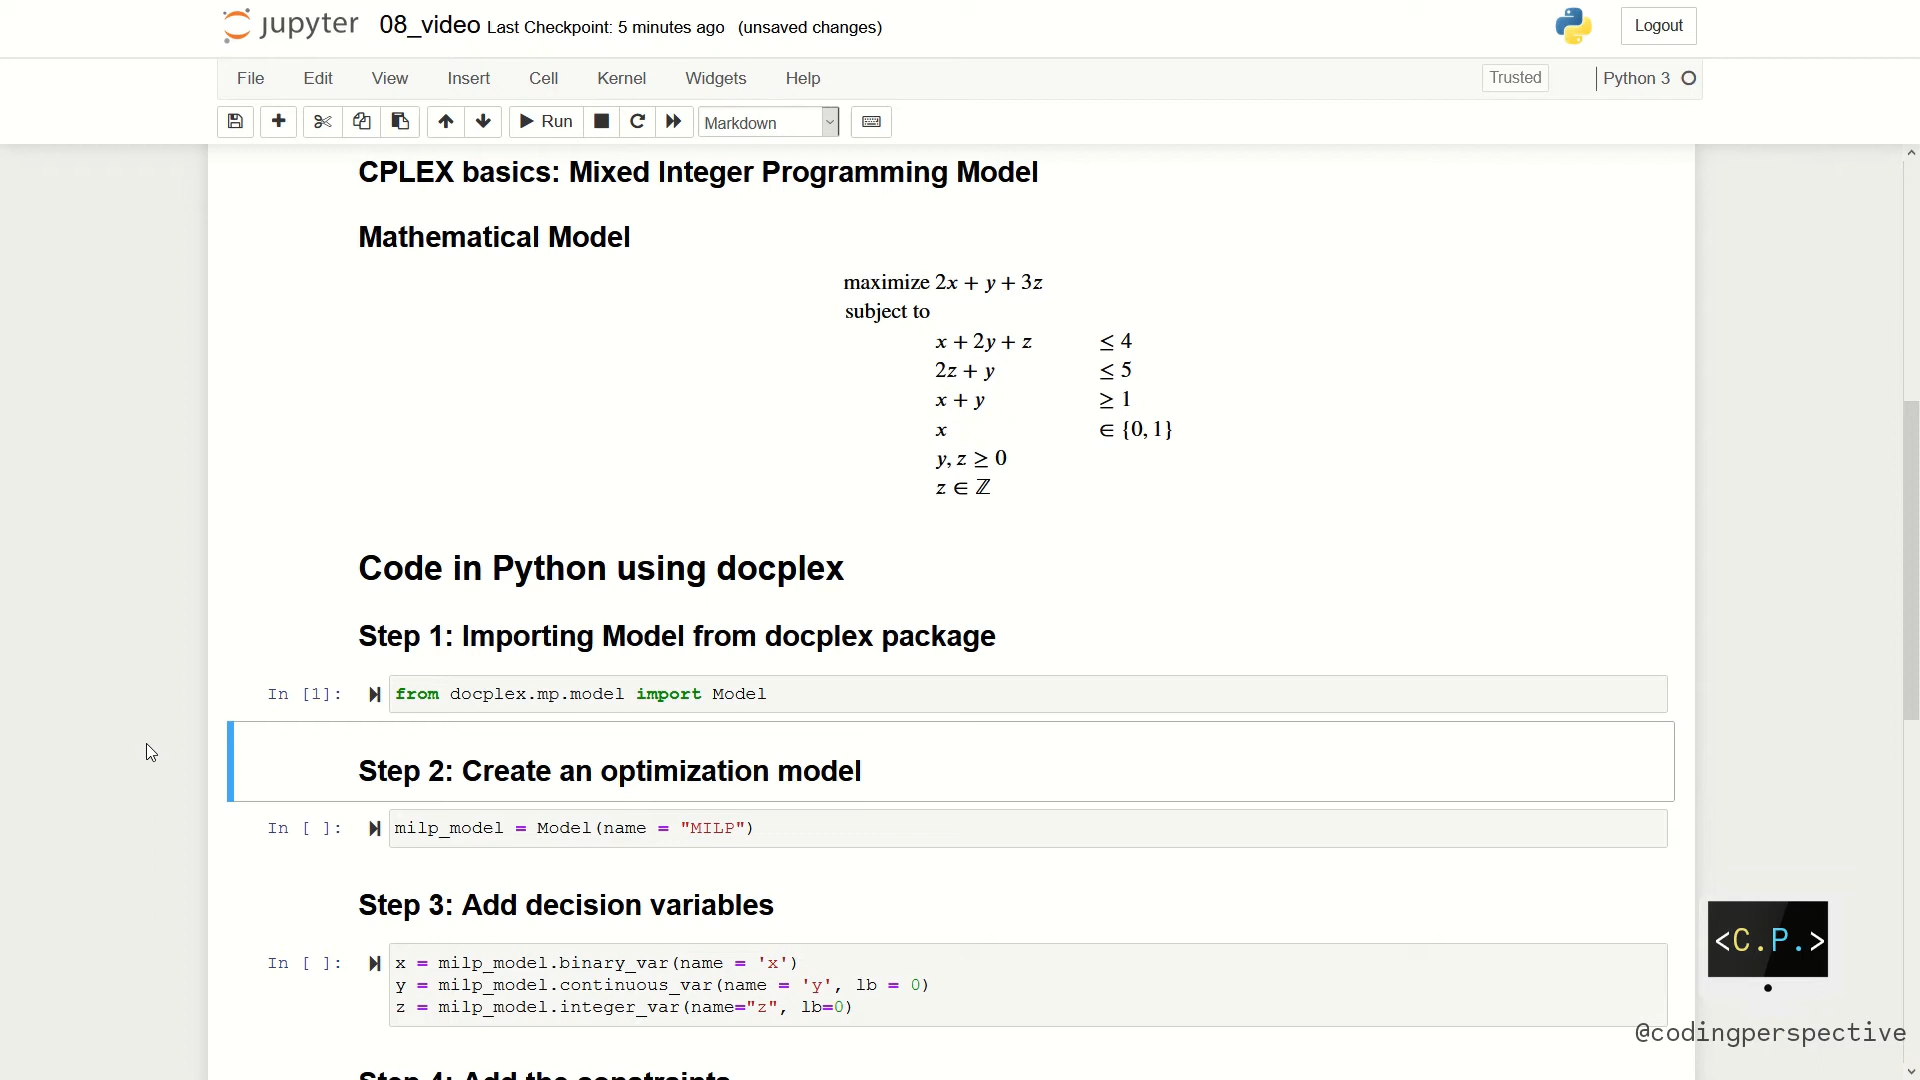 jupyter 08_video Last Checkpoint: 5 minutes ago (unsaved changes) Logout
File Edit View Insert Cell Kernel Widgets Help Trusted Python 3
Run Markdown
CPLEX basics: Mixed Integer Programming Model
Mathematical Model
maximize 2x + y + 3z
subject to
x + 2y + z ≤ 4
2z + y ≤ 5
x + y ≥ 1
x ∈ {0, 1}
y, z ≥ 0
z ∈ ℤ
Code in Python using docplex
Step 1: Importing Model from docplex package
In [1]: from docplex.mp.model import Model
Step 2: Create an optimization model
In [ ]: milp_model = Model(name = "MILP")
Step 3: Add decision variables
In [ ]: x = milp_model.binary_var(name = 'x')
y = milp_model.continuous_var(name = 'y', lb = 0)
z = milp_model.integer_var(name="z", lb=0)
<C.P.>
@codingperspective
Step 4: Add the constraints